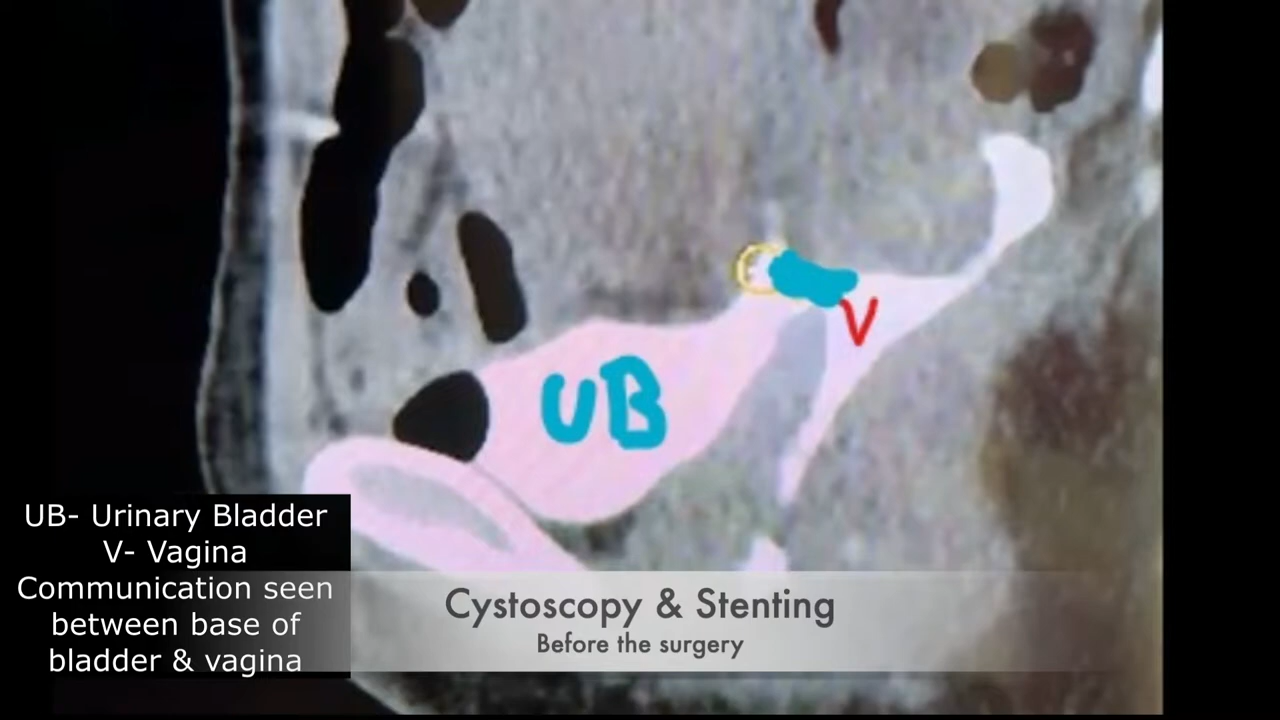 UB
V
UB- Urinary Bladder
V- Vagina
Communication seen
between base of
bladder & vagina
Cystoscopy & Stenting
Before the surgery